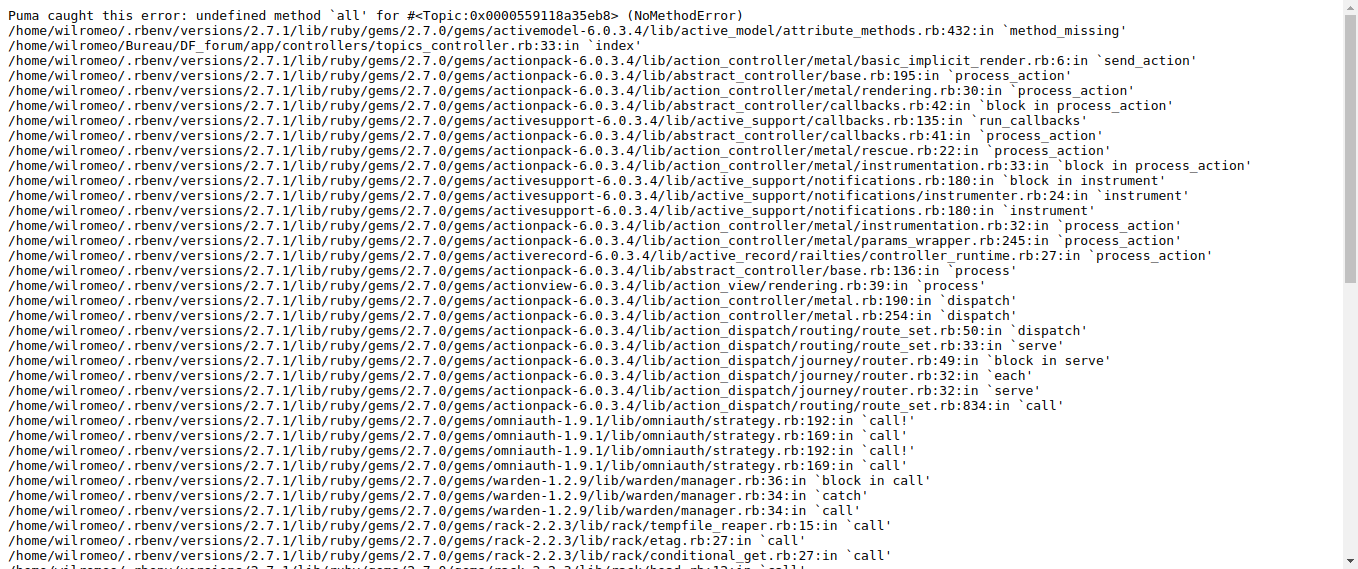 Puma caught this error: undefined method `all' for #<Topic:0x0000559118a35eb8> (NoMethodError)
/home/wilromeo/.rbenv/versions/2.7.1/lib/ruby/gems/2.7.0/gems/activemodel-6.0.3.4/lib/active_model/attribute_methods.rb:432:in `method_missing'
/home/wilromeo/Bureau/DF_forum/app/controllers/topics_controller.rb:33:in `index'
/home/wilromeo/.rbenv/versions/2.7.1/lib/ruby/gems/2.7.0/gems/actionpack-6.0.3.4/lib/action_controller/metal/basic_implicit_render.rb:6:in `send_action'
/home/wilromeo/.rbenv/versions/2.7.1/lib/ruby/gems/2.7.0/gems/actionpack-6.0.3.4/lib/abstract_controller/base.rb:195:in `process_action'
/home/wilromeo/.rbenv/versions/2.7.1/lib/ruby/gems/2.7.0/gems/actionpack-6.0.3.4/lib/action_controller/metal/rendering.rb:30:in `process_action'
/home/wilromeo/.rbenv/versions/2.7.1/lib/ruby/gems/2.7.0/gems/actionpack-6.0.3.4/lib/abstract_controller/callbacks.rb:42:in `block in process_action'
/home/wilromeo/.rbenv/versions/2.7.1/lib/ruby/gems/2.7.0/gems/activesupport-6.0.3.4/lib/active_support/callbacks.rb:135:in `run_callbacks'
/home/wilromeo/.rbenv/versions/2.7.1/lib/ruby/gems/2.7.0/gems/actionpack-6.0.3.4/lib/abstract_controller/callbacks.rb:41:in `process_action'
/home/wilromeo/.rbenv/versions/2.7.1/lib/ruby/gems/2.7.0/gems/actionpack-6.0.3.4/lib/action_controller/metal/rescue.rb:22:in `process_action'
/home/wilromeo/.rbenv/versions/2.7.1/lib/ruby/gems/2.7.0/gems/actionpack-6.0.3.4/lib/action_controller/metal/instrumentation.rb:33:in `block in process_action'
/home/wilromeo/.rbenv/versions/2.7.1/lib/ruby/gems/2.7.0/gems/activesupport-6.0.3.4/lib/active_support/notifications.rb:180:in `block in instrument'
/home/wilromeo/.rbenv/versions/2.7.1/lib/ruby/gems/2.7.0/gems/activesupport-6.0.3.4/lib/active_support/notifications/instrumenter.rb:24:in `instrument'
/home/wilromeo/.rbenv/versions/2.7.1/lib/ruby/gems/2.7.0/gems/activesupport-6.0.3.4/lib/active_support/notifications.rb:180:in `instrument'
/home/wilromeo/.rbenv/versions/2.7.1/lib/ruby/gems/2.7.0/gems/actionpack-6.0.3.4/lib/action_controller/metal/instrumentation.rb:32:in `process_action'
/home/wilromeo/.rbenv/versions/2.7.1/lib/ruby/gems/2.7.0/gems/actionpack-6.0.3.4/lib/action_controller/metal/params_wrapper.rb:245:in `process_action'
/home/wilromeo/.rbenv/versions/2.7.1/lib/ruby/gems/2.7.0/gems/activerecord-6.0.3.4/lib/active_record/railties/controller_runtime.rb:27:in `process_action'
/home/wilromeo/.rbenv/versions/2.7.1/lib/ruby/gems/2.7.0/gems/actionpack-6.0.3.4/lib/abstract_controller/base.rb:136:in `process'
/home/wilromeo/.rbenv/versions/2.7.1/lib/ruby/gems/2.7.0/gems/actionview-6.0.3.4/lib/action_view/rendering.rb:39:in `process'
/home/wilromeo/.rbenv/versions/2.7.1/lib/ruby/gems/2.7.0/gems/actionpack-6.0.3.4/lib/action_controller/metal.rb:190:in `dispatch'
/home/wilromeo/.rbenv/versions/2.7.1/lib/ruby/gems/2.7.0/gems/actionpack-6.0.3.4/lib/action_controller/metal.rb:254:in `dispatch'
/home/wilromeo/.rbenv/versions/2.7.1/lib/ruby/gems/2.7.0/gems/actionpack-6.0.3.4/lib/action_dispatch/routing/route_set.rb:50:in `dispatch'
/home/wilromeo/.rbenv/versions/2.7.1/lib/ruby/gems/2.7.0/gems/actionpack-6.0.3.4/lib/action_dispatch/routing/route_set.rb:33:in `serve'
/home/wilromeo/.rbenv/versions/2.7.1/lib/ruby/gems/2.7.0/gems/actionpack-6.0.3.4/lib/action_dispatch/journey/router.rb:49:in `block in serve'
/home/wilromeo/.rbenv/versions/2.7.1/lib/ruby/gems/2.7.0/gems/actionpack-6.0.3.4/lib/action_dispatch/journey/router.rb:32:in `each'
/home/wilromeo/.rbenv/versions/2.7.1/lib/ruby/gems/2.7.0/gems/actionpack-6.0.3.4/lib/action_dispatch/journey/router.rb:32:in `serve'
/home/wilromeo/.rbenv/versions/2.7.1/lib/ruby/gems/2.7.0/gems/actionpack-6.0.3.4/lib/action_dispatch/routing/route_set.rb:834:in `call'
/home/wilromeo/.rbenv/versions/2.7.1/lib/ruby/gems/2.7.0/gems/omniauth-1.9.1/lib/omniauth/strategy.rb:192:in `call!'
/home/wilromeo/.rbenv/versions/2.7.1/lib/ruby/gems/2.7.0/gems/omniauth-1.9.1/lib/omniauth/strategy.rb:169:in `call'
/home/wilromeo/.rbenv/versions/2.7.1/lib/ruby/gems/2.7.0/gems/omniauth-1.9.1/lib/omniauth/strategy.rb:192:in `call!'
/home/wilromeo/.rbenv/versions/2.7.1/lib/ruby/gems/2.7.0/gems/omniauth-1.9.1/lib/omniauth/strategy.rb:169:in `call'
/home/wilromeo/.rbenv/versions/2.7.1/lib/ruby/gems/2.7.0/gems/warden-1.2.9/lib/warden/manager.rb:36:in `block in call'
/home/wilromeo/.rbenv/versions/2.7.1/lib/ruby/gems/2.7.0/gems/warden-1.2.9/lib/warden/manager.rb:34:in `catch'
/home/wilromeo/.rbenv/versions/2.7.1/lib/ruby/gems/2.7.0/gems/warden-1.2.9/lib/warden/manager.rb:34:in `call'
/home/wilromeo/.rbenv/versions/2.7.1/lib/ruby/gems/2.7.0/gems/rack-2.2.3/lib/rack/tempfile_reaper.rb:15:in `call'
/home/wilromeo/.rbenv/versions/2.7.1/lib/ruby/gems/2.7.0/gems/rack-2.2.3/lib/rack/etag.rb:27:in `call'
/home/wilromeo/.rbenv/versions/2.7.1/lib/ruby/gems/2.7.0/gems/rack-2.2.3/lib/rack/conditional_get.rb:27:in `call'